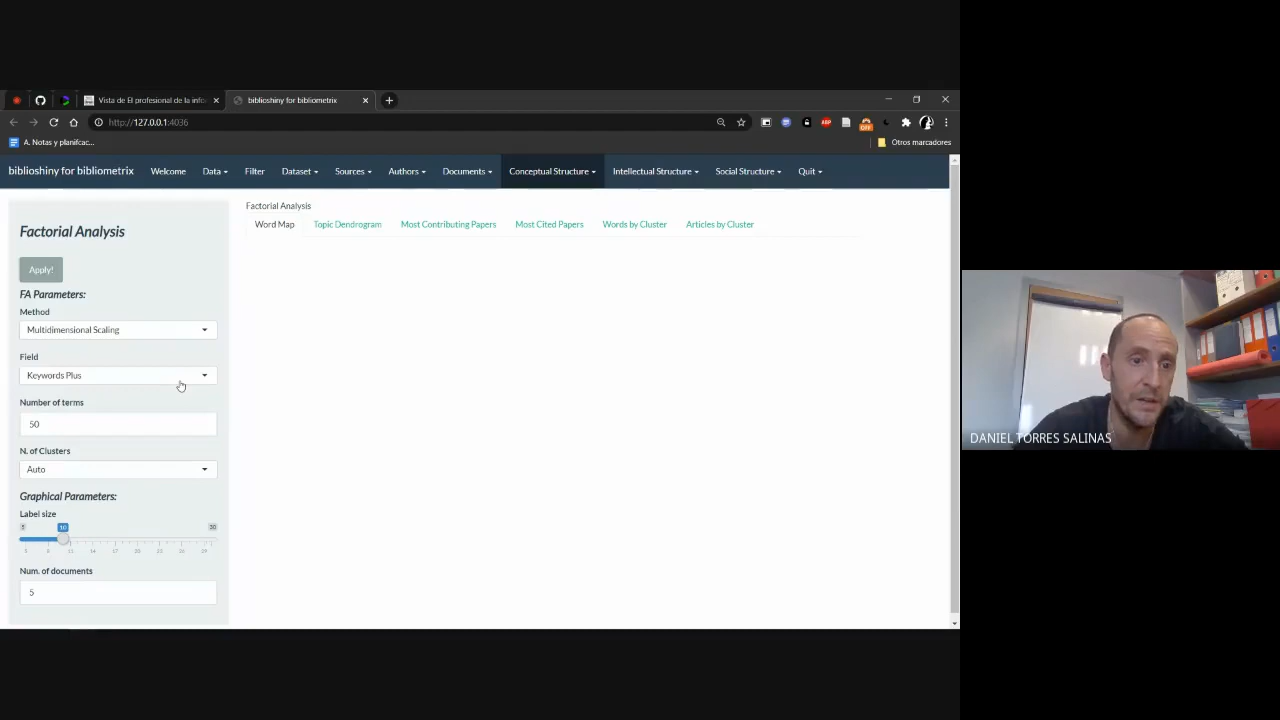 Vista de El profesional de la infor
biblioshiny for bibliometrix
http://127.0.0.1:4036
A. Notas y planifcac...
Otros marcadores
biblioshiny for bibliometrix
Welcome
Data
Filter
Dataset
Sources
Authors
Documents
Conceptual Structure
Intellectual Structure
Social Structure
Quit
Factorial Analysis
Apply!
FA Parameters:
Method
Multidimensional Scaling
Field
Keywords Plus
Number of terms
50
N. of Clusters
Auto
Graphical Parameters:
Label size
10
Num. of documents
5
Factorial Analysis
Word Map
Topic Dendrogram
Most Contributing Papers
Most Cited Papers
Words by Cluster
Articles by Cluster
DANIEL TORRES SALINAS